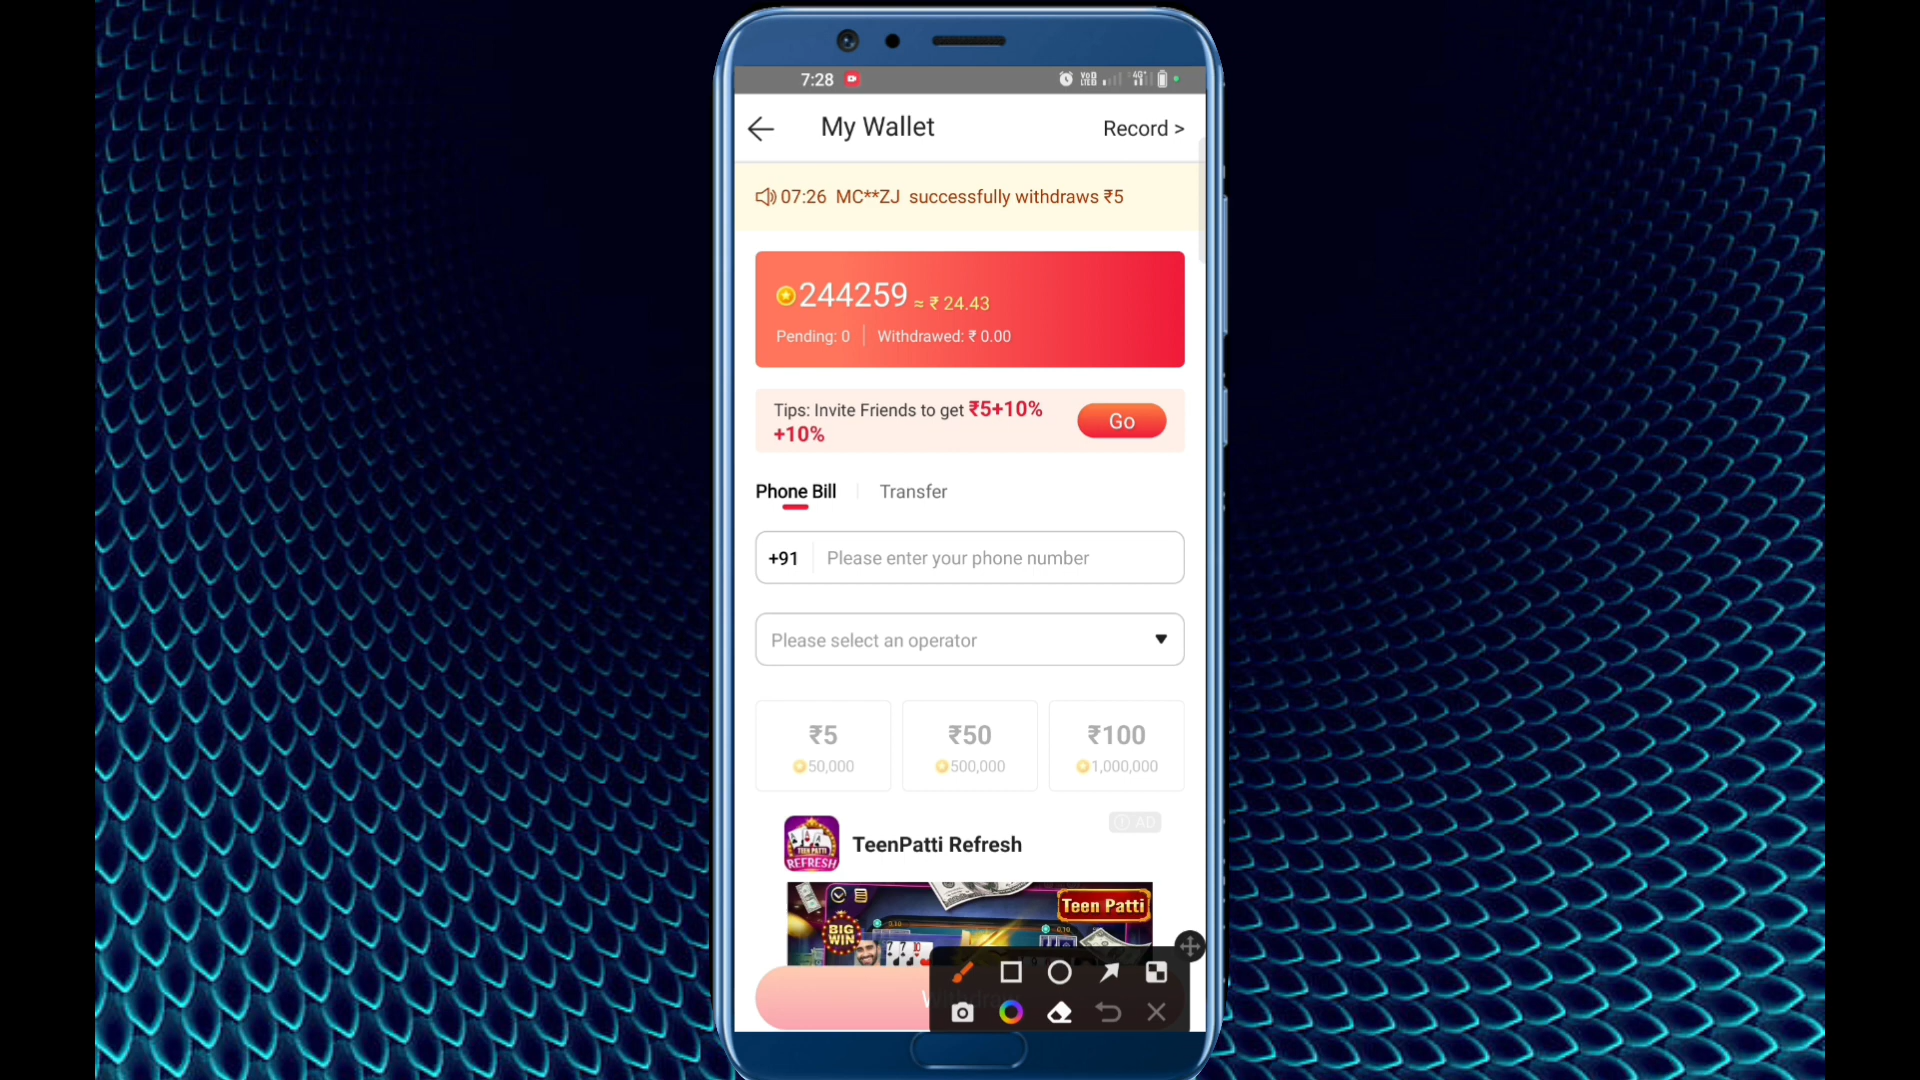 7:28
My Wallet
Record >
07:26 MC**ZJ successfully withdraws ₹5
244259 ≈ ₹ 24.43
Pending: 0 | Withdrawed: ₹ 0.00
Tips: Invite Friends to get ₹5+10%
+10%
Go
Phone Bill | Transfer
+91 Please enter your phone number
Please select an operator
₹5 ₹50 ₹100
50,000 500,000 1,000,000
AD
TeenPatti Refresh
TEEN PATTI
REFRESH
Teen Patti
BIG
WIN